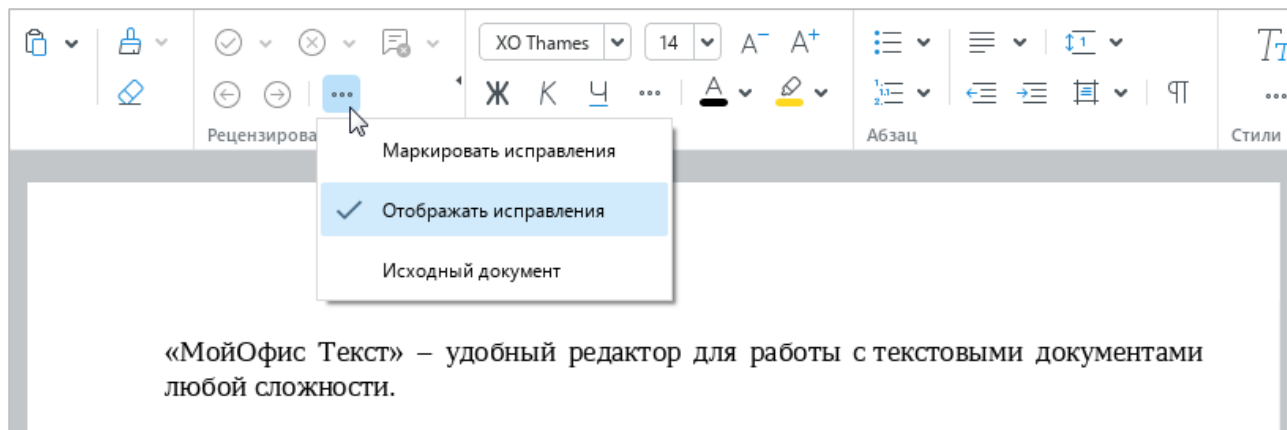 XO Thames
14
A⁻ A⁺
Ж К Ч
A
Рецензирова
Абзац
Стили
Маркировать исправления
Отображать исправления
Исходный документ
«МойОфис Текст» – удобный редактор для работы с текстовыми документами
любой сложности.